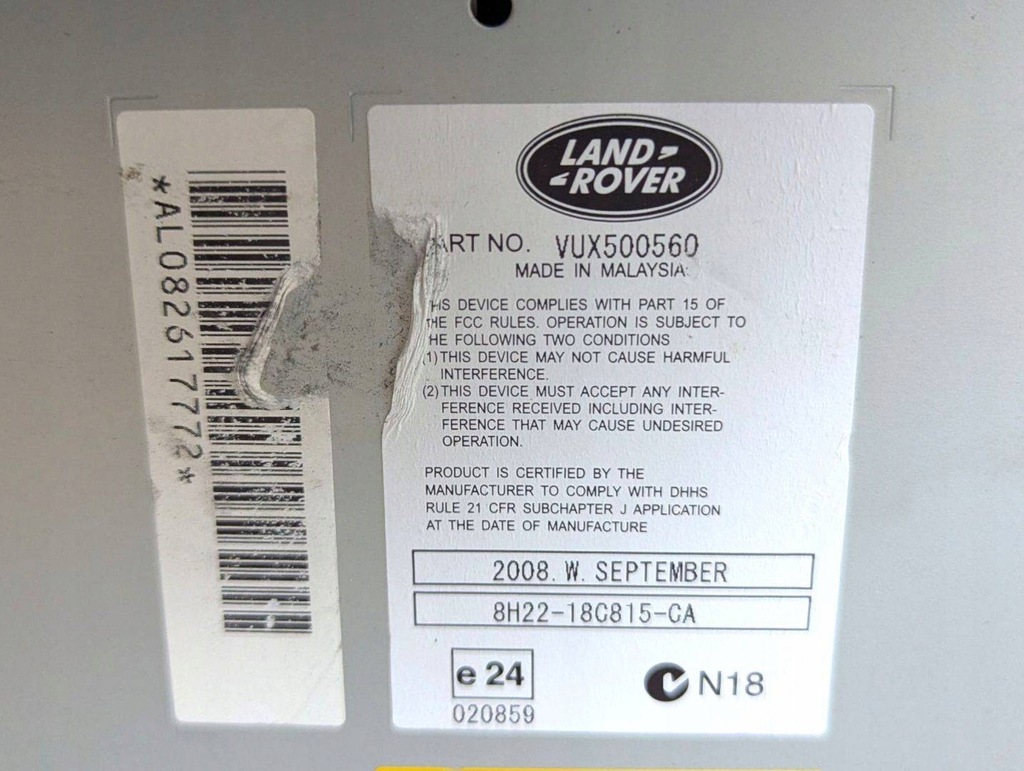 *AL082617772*
LAND
ROVER
ART NO. VUX500560
MADE IN MALAYSIA
HIS DEVICE COMPLIES WITH PART 15 OF
HE FCC RULES. OPERATION IS SUBJECT TO
HE FOLLOWING TWO CONDITIONS
(1) THIS DEVICE MAY NOT CAUSE HARMFUL
INTERFERENCE.
(2) THIS DEVICE MUST ACCEPT ANY INTER-
FERENCE RECEIVED INCLUDING INTER-
FERENCE THAT MAY CAUSE UNDESIRED
OPERATION.
PRODUCT IS CERTIFIED BY THE
MANUFACTURER TO COMPLY WITH DHHS
RULE 21 CFR SUBCHAPTER J APPLICATION
AT THE DATE OF MANUFACTURE
2008. W. SEPTEMBER
8H22-18C815-CA
e 24
020859
N18